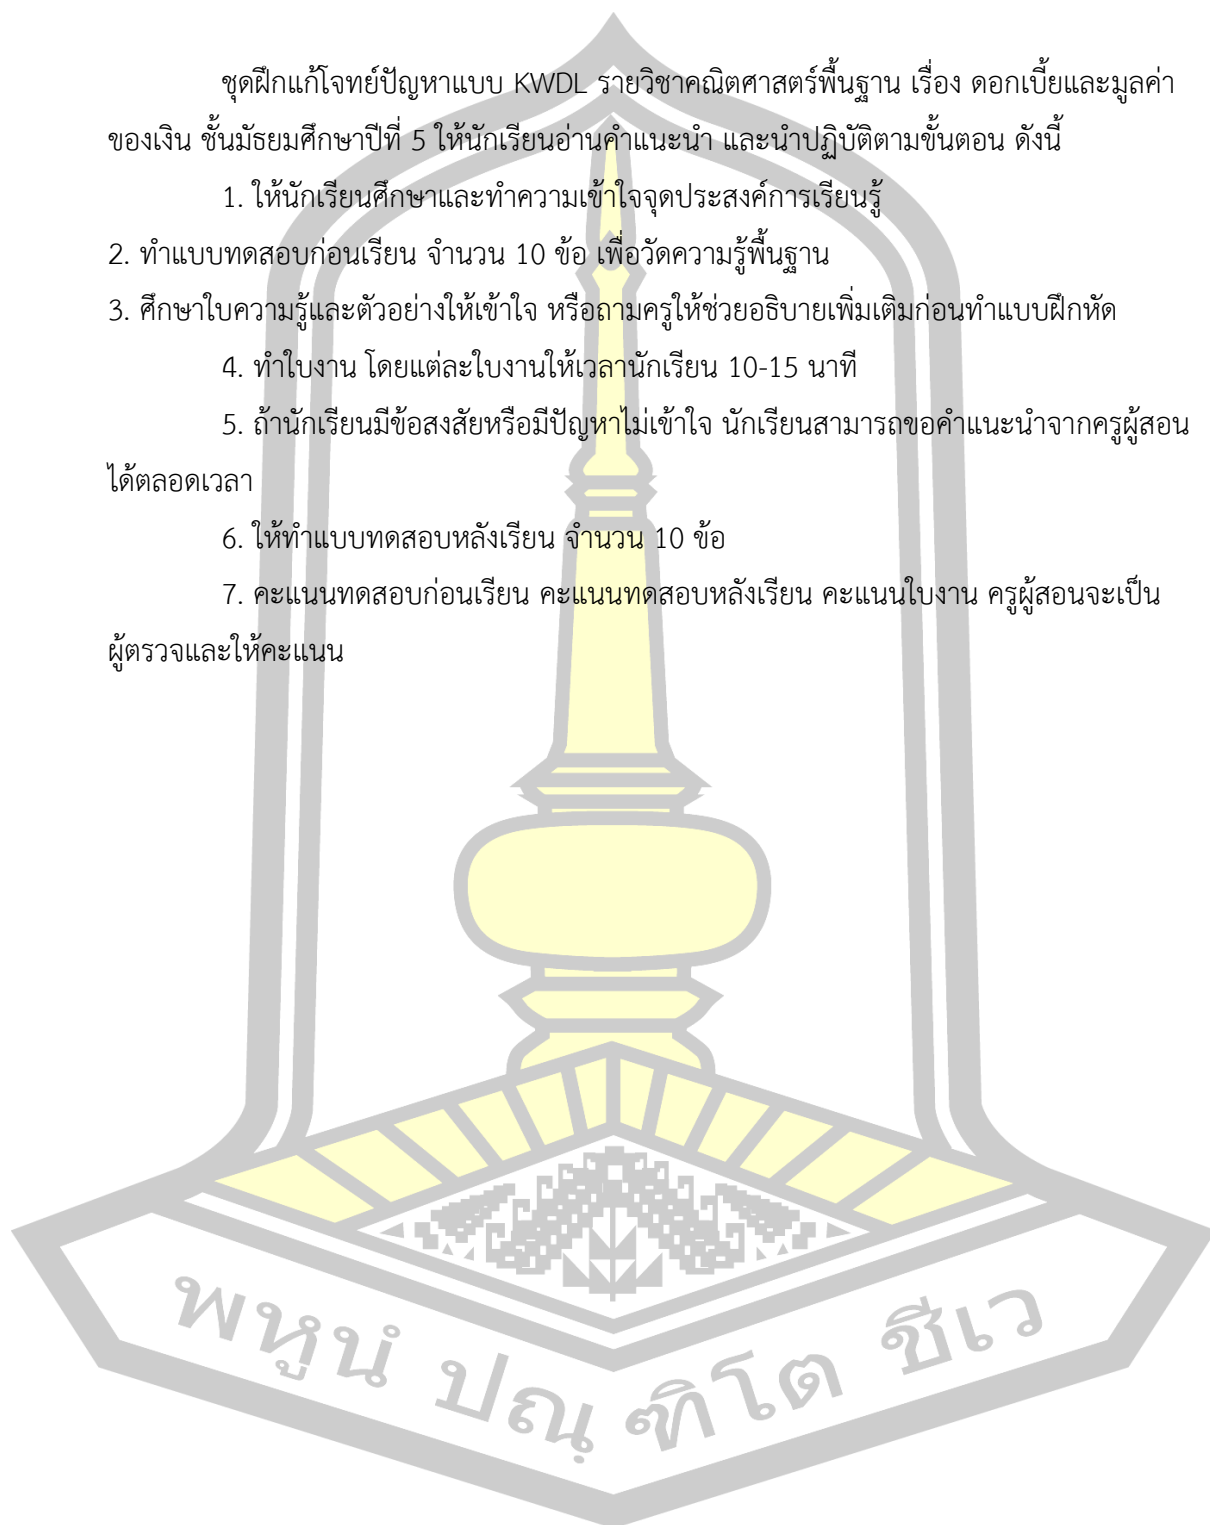 ชุดฝึกแก้โจทย์ปัญหาแบบ KWDL รายวิชาคณิตศาสตร์พื้นฐาน เรื่อง ดอกเบี้ยและมูลค่า
ของเงิน ชั้นมัธยมศึกษาปีที่ 5 ให้นักเรียนอ่านคำแนะนำ และนำปฏิบัติตามขั้นตอน ดังนี้
1. ให้นักเรียนศึกษาและทำความเข้าใจจุดประสงค์การเรียนรู้
2. ทำแบบทดสอบก่อนเรียน จำนวน 10 ข้อ เพื่อวัดความรู้พื้นฐาน
3. ศึกษาใบความรู้และตัวอย่างให้เข้าใจ หรือถามครูให้ช่วยอธิบายเพิ่มเติมก่อนทำแบบฝึกหัด
4. ทำใบงาน โดยแต่ละใบงานให้เวลานักเรียน 10-15 นาที
5. ถ้านักเรียนมีข้อสงสัยหรือมีปัญหาไม่เข้าใจ นักเรียนสามารถขอคำแนะนำจากครูผู้สอน
ได้ตลอดเวลา
6. ให้ทำแบบทดสอบหลังเรียน จำนวน 10 ข้อ
7. คะแนนทดสอบก่อนเรียน คะแนนทดสอบหลังเรียน คะแนนใบงาน ครูผู้สอนจะเป็น
ผู้ตรวจและให้คะแนน
พหูนํ ปณฺ ฑิโต ชีเว